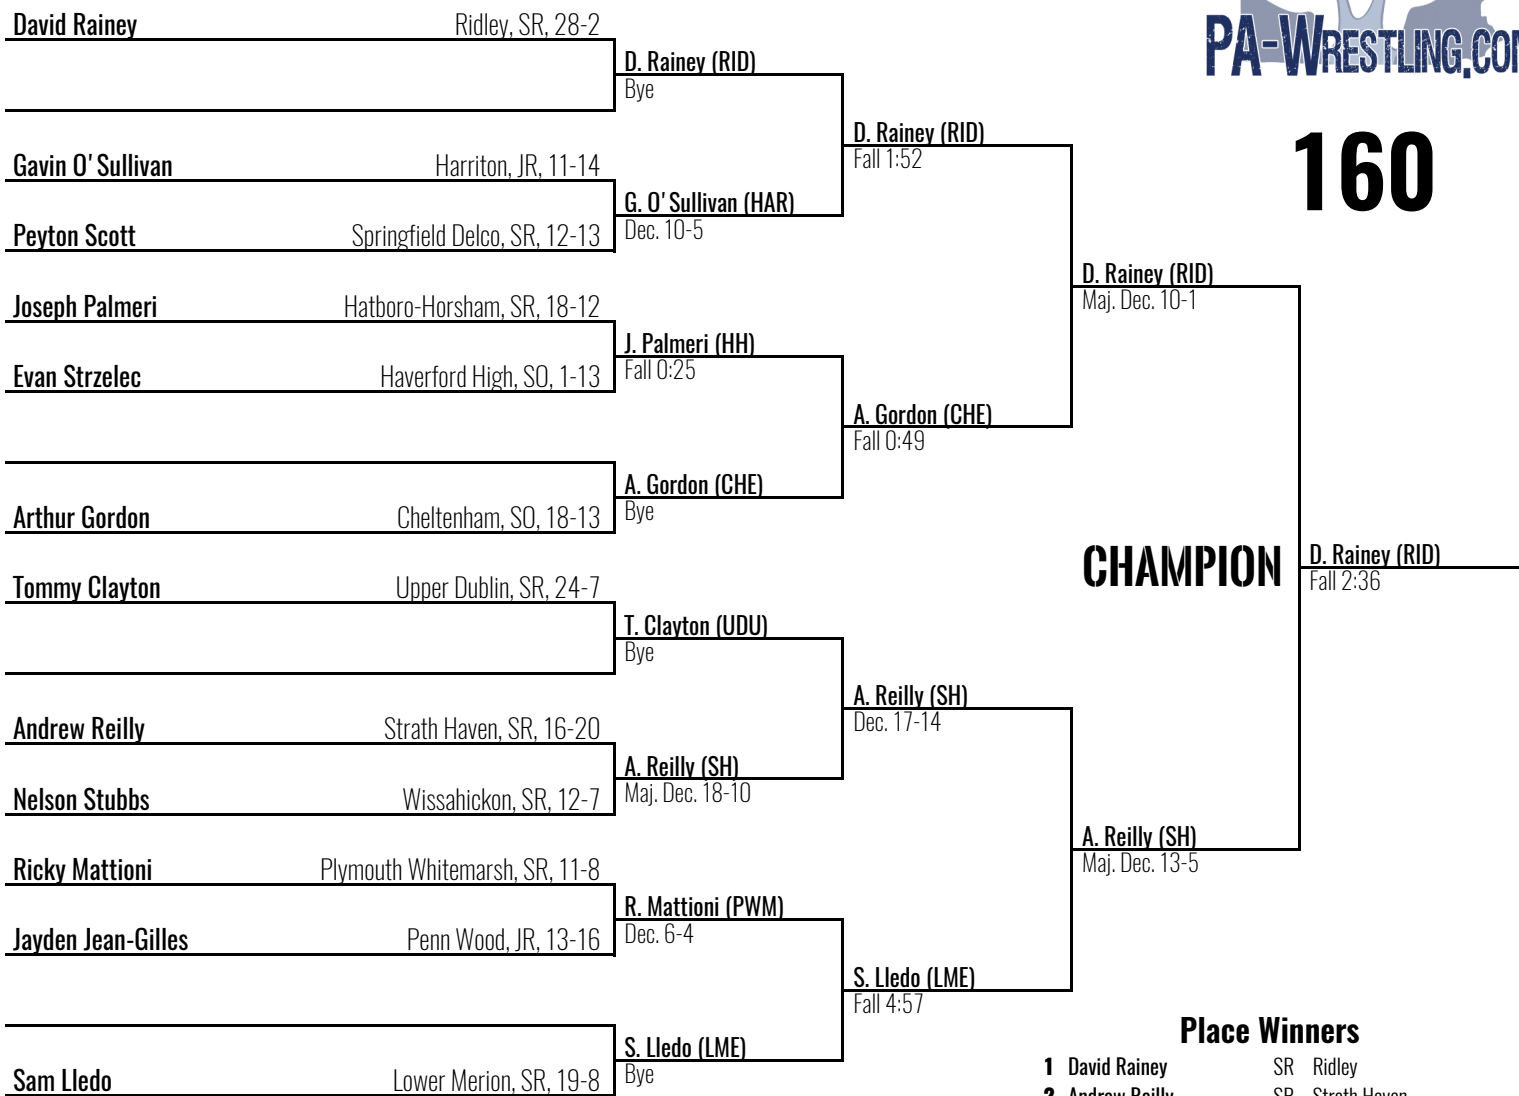 David Rainey Ridley, SR, 28-2
D. Rainey (RID)
Bye
PA-WRESTLING.CO
D. Rainey (RID)
Fall 1:52
160
Gavin O'Sullivan Harriton, JR, 11-14
G. O'Sullivan (HAR)
Dec. 10-5
Peyton Scott Springfield Delco, SR, 12-13
D. Rainey (RID)
Maj. Dec. 10-1
Joseph Palmeri Hatboro-Horsham, SR, 18-12
J. Palmeri (HH)
Fall 0:25
Evan Strzelec Haverford High, SO, 1-13
A. Gordon (CHE)
Fall 0:49
A. Gordon (CHE)
Bye
Arthur Gordon Cheltenham, SO, 18-13
CHAMPION
D. Rainey (RID)
Fall 2:36
Tommy Clayton Upper Dublin, SR, 24-7
T. Clayton (UDU)
Bye
A. Reilly (SH)
Dec. 17-14
Andrew Reilly Strath Haven, SR, 16-20
A. Reilly (SH)
Maj. Dec. 18-10
Nelson Stubbs Wissahickon, SR, 12-7
A. Reilly (SH)
Maj. Dec. 13-5
Ricky Mattioni Plymouth Whitemarsh, SR, 11-8
R. Mattioni (PWM)
Dec. 6-4
Jayden Jean-Gilles Penn Wood, JR, 13-16
S. Lledo (LME)
Fall 4:57
S. Lledo (LME)
Bye
Sam Lledo Lower Merion, SR, 19-8
Place Winners
1 David Rainey SR Ridley
2 Andrew Reilly SR Strath Haven